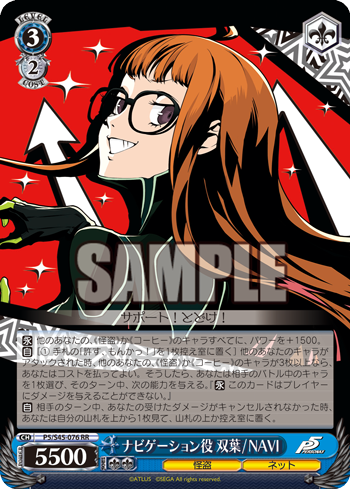 LEVEL
3
2
COST
SAMPLE
サポート!とどけ!
永 他のあなたの、《怪盗》か《コーヒー》のキャラすべてに、パワーを+1500。
自［① 手札の「許す、もんかっ!」を1枚控え室に置く］他のあなたのキャラが
アタックされた時、他のあなたの、《怪盗》か《コーヒー》のキャラが3枚以上なら、
あなたはコストを払ってよい。そうしたら、あなたは相手のバトル中のキャラ
を1枚選び、そのターン中、次の能力を与える。『永 このカードはプレイヤー
にダメージを与えることができない。』
自 相手のターン中、あなたの受けたダメージがキャンセルされなかった時、
あなたは自分の山札を上から1枚まで見て、山札の上か下に置く。
CH P5/S45-076 RR
5500
POWER
ナビゲーション役 双葉/NAVI
怪盗 ネット
P5 PERSONA5
©ATLUS ©SEGA All rights reserved.